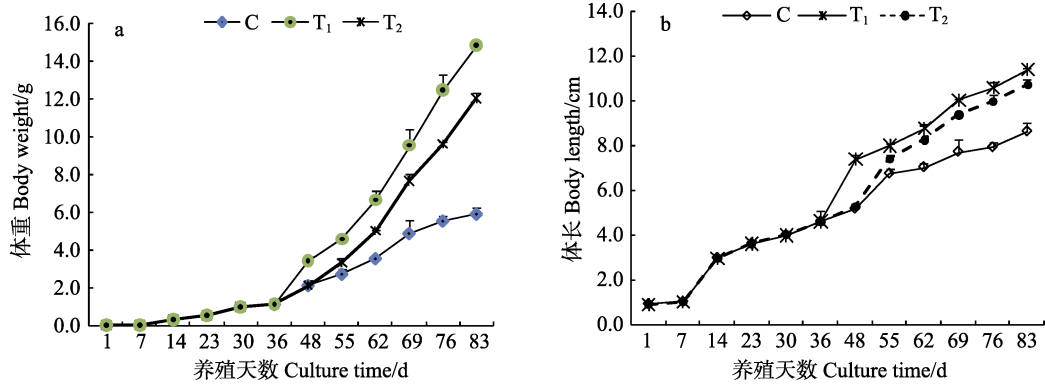 a
C T₁ T₂
16.0
14.0
12.0
10.0
8.0
6.0
4.0
2.0
0.0
体重 Body weight/g
1 7 14 23 30 36 48 55 62 69 76 83
养殖天数 Culture time/d
b
C T₁ T₂
14.0
12.0
10.0
8.0
6.0
4.0
2.0
0.0
体长 Body length/cm
1 7 14 23 30 36 48 55 62 69 76 83
养殖天数 Culture time/d